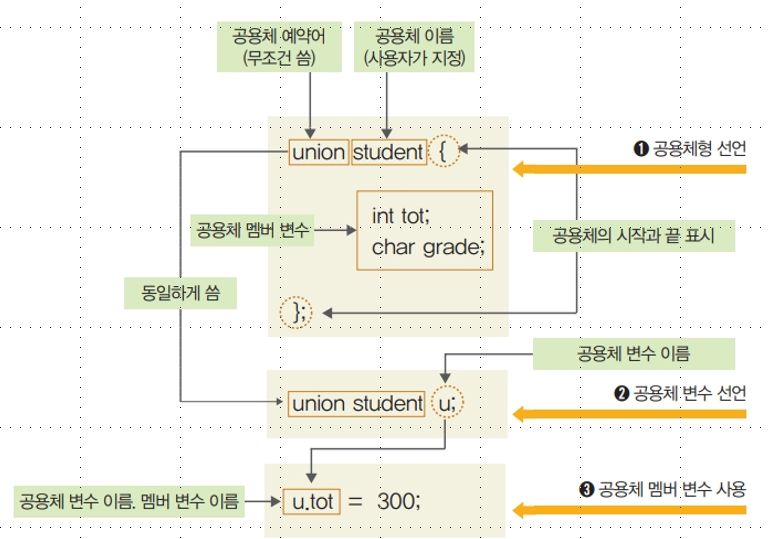 공용체 예약어
(무조건 씀)
공용체 이름
(사용자가 지정)
union student {
❶ 공용체형 선언
공용체 멤버 변수
int tot;
char grade;
공용체의 시작과 끝 표시
동일하게 씀
};
공용체 변수 이름
❷ 공용체 변수 선언
union student u;
❸ 공용체 멤버 변수 사용
공용체 변수 이름. 멤버 변수 이름
u.tot = 300;